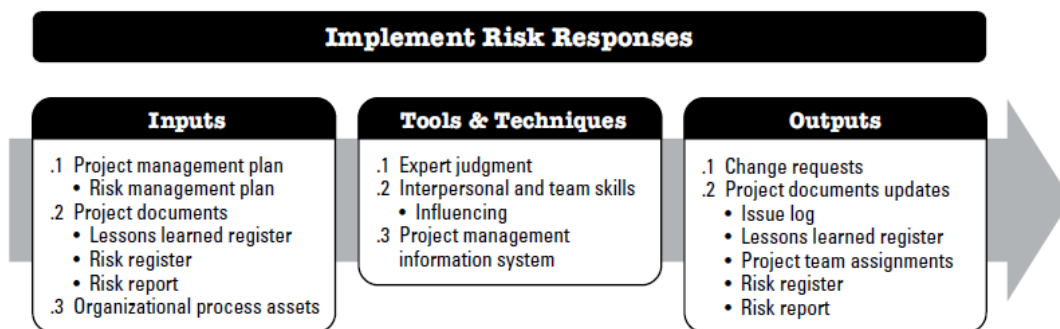 Implement Risk Responses
Inputs
.1 Project management plan
• Risk management plan
.2 Project documents
• Lessons learned register
• Risk register
• Risk report
.3 Organizational process assets
Tools & Techniques
.1 Expert judgment
.2 Interpersonal and team skills
• Influencing
.3 Project management
information system
Outputs
.1 Change requests
.2 Project documents updates
• Issue log
• Lessons learned register
• Project team assignments
• Risk register
• Risk report